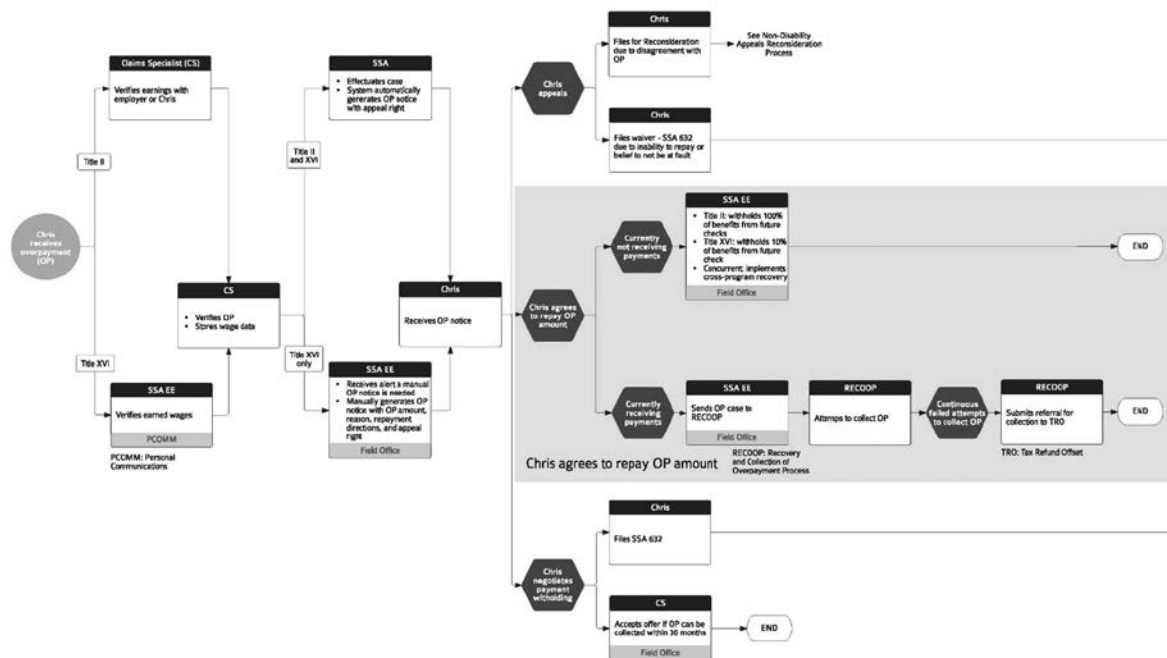 Chris
receives
overpayment
(OP)
Title II
Title XVI
Claims Specialist (CS)
Verifies earnings with
employer or Chris
SSA EE
Verifies earned wages
PCOMM
PCOMM: Personal
Communications
CS
• Verifies OP
• Stores wage data
Title II
and XVI
Title XVI
only
SSA
• Effectuates case
• System automatically
generates OP notice
with appeal right
SSA EE
• Receives alert a manual
OP notice is needed
• Manually generates OP
notice with OP amount,
reason, repayment
directions, and appeal
right
Field Office
Chris
Receives OP notice
Chris
appeals
Chris
Files for Reconsideration
due to disagreement with
OP
See Non-Disability
Appeals Reconsideration
Process
Chris
Files waiver - SSA 632
due to inability to repay or
belief to not be at fault
Chris agrees
to repay OP
amount
Currently
not receiving
payments
SSA EE
• Title II: withholds 100%
of benefits from future
checks
• Title XVI: withholds 10%
of benefits from future
check
• Concurrent: implements
cross-program recovery
Field Office
END
Currently
receiving
payments
SSA EE
Sends OP case to
RECOOP
Field Office
RECOOP: Recovery
and Collection of
Overpayment Process
RECOOP
Attemps to collect OP
Continuous
failed attempts
to collect OP
RECOOP
Submits referral for
collection to TRO
TRO: Tax Refund Offset
END
Chris agrees to repay OP amount
Chris
negotiates
payment
witholding
Chris
Files SSA 632
CS
Accepts offer if OP can be
collected within 36 months
Field Office
END